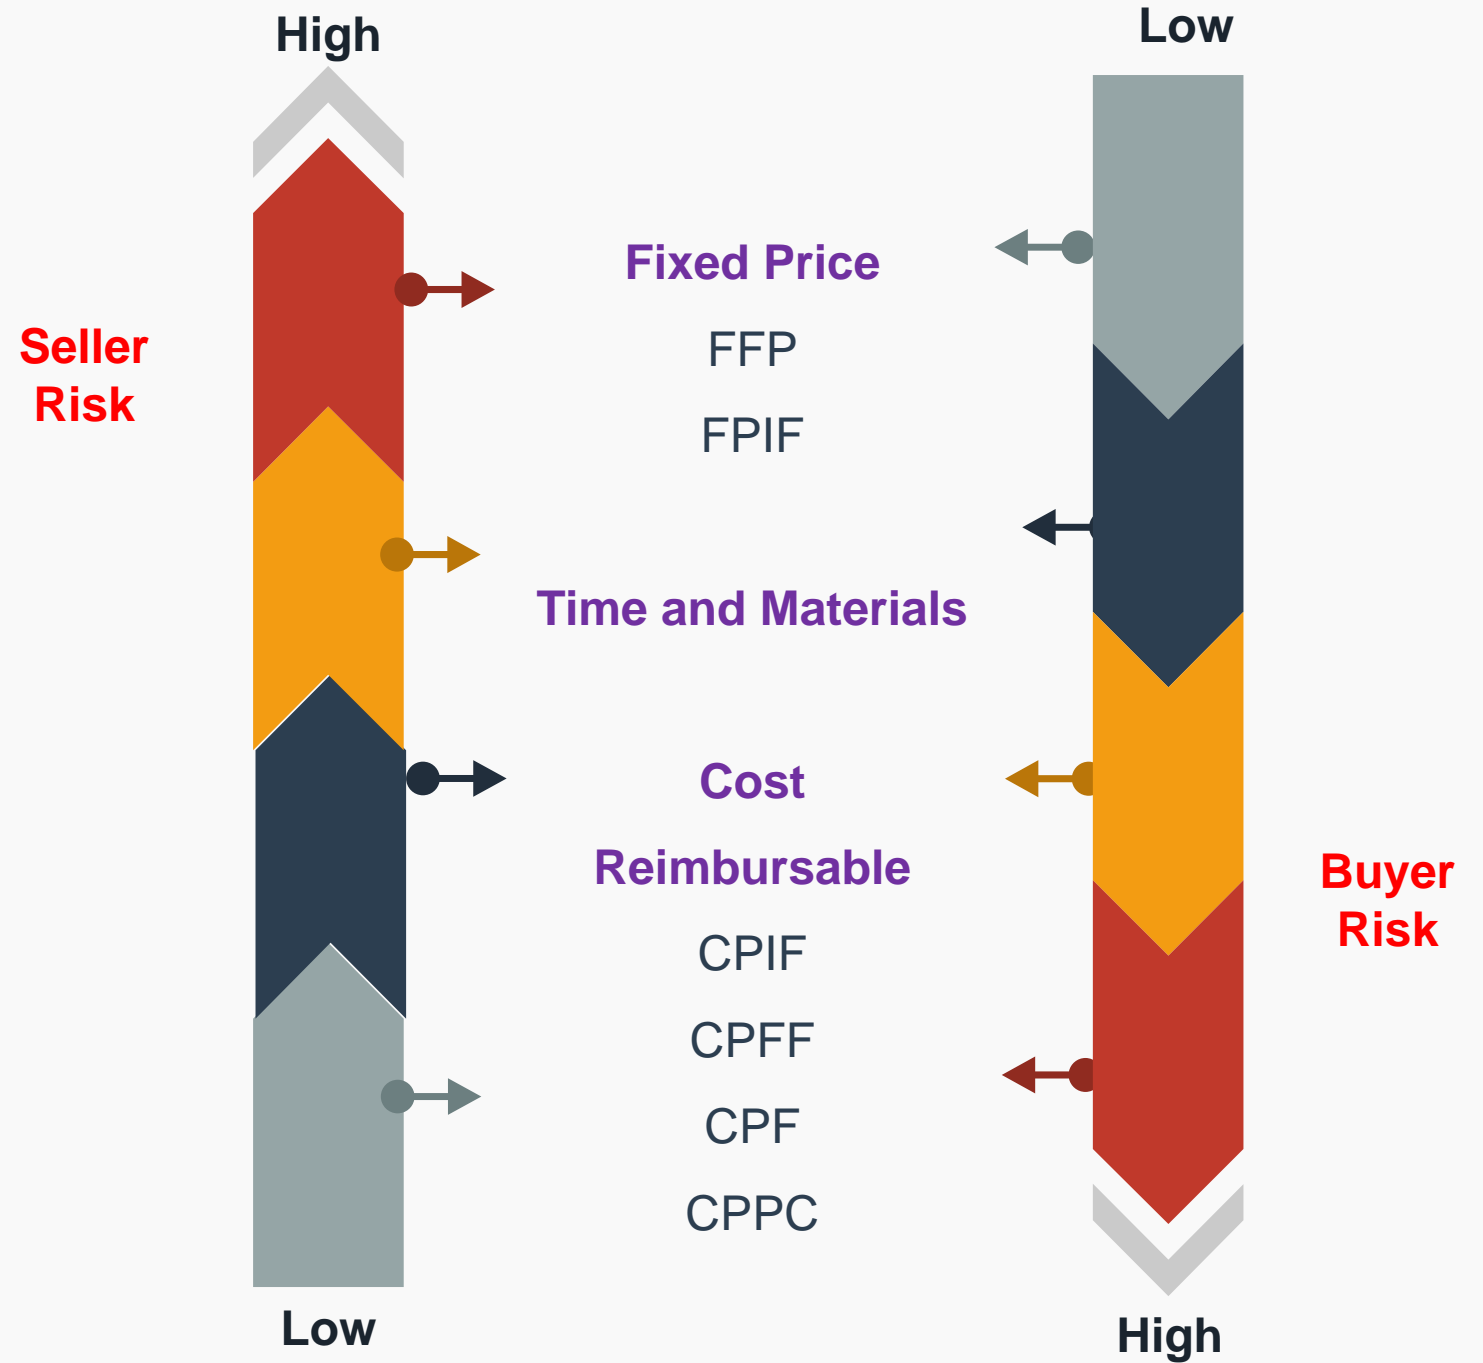 High
Low
Fixed Price
FFP
FPIF
Seller
Risk
Time and Materials
Cost
Reimbursable
CPIF
CPFF
CPF
CPPC
Buyer
Risk
Low
High